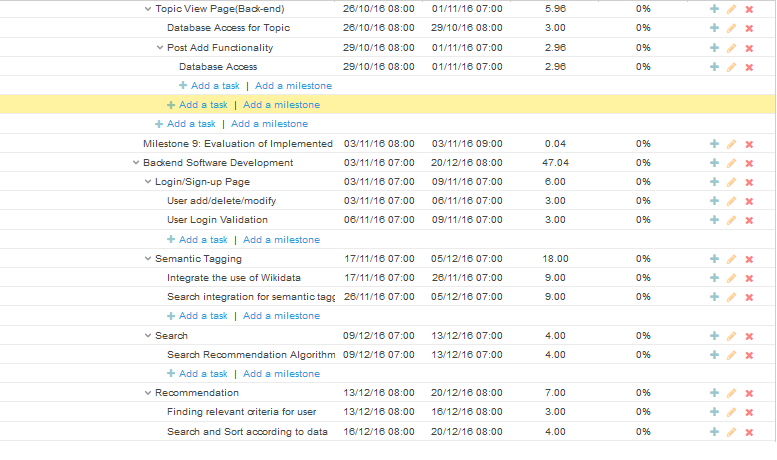 Topic View Page(Back-end) 26/10/16 08:00 01/11/16 07:00 5.96 0%
Database Access for Topic 26/10/16 08:00 29/10/16 08:00 3.00 0%
Post Add Functionality 29/10/16 08:00 01/11/16 07:00 2.96 0%
Database Access 29/10/16 08:00 01/11/16 07:00 2.96 0%
Add a task | Add a milestone
Add a task | Add a milestone
Add a task | Add a milestone
Milestone 9: Evaluation of Implemented 03/11/16 08:00 03/11/16 09:00 0.04 0%
Backend Software Development 03/11/16 07:00 20/12/16 08:00 47.04 0%
Login/Sign-up Page 03/11/16 07:00 09/11/16 07:00 6.00 0%
User add/delete/modify 03/11/16 07:00 06/11/16 07:00 3.00 0%
User Login Validation 06/11/16 07:00 09/11/16 07:00 3.00 0%
Add a task | Add a milestone
Semantic Tagging 17/11/16 07:00 05/12/16 07:00 18.00 0%
Integrate the use of Wikidata 17/11/16 07:00 26/11/16 07:00 9.00 0%
Search integration for semantic tagg 26/11/16 07:00 05/12/16 07:00 9.00 0%
Add a task | Add a milestone
Search 09/12/16 07:00 13/12/16 07:00 4.00 0%
Search Recommendation Algorithm 09/12/16 07:00 13/12/16 07:00 4.00 0%
Add a task | Add a milestone
Recommendation 13/12/16 08:00 20/12/16 08:00 7.00 0%
Finding relevant criteria for user 13/12/16 08:00 16/12/16 08:00 3.00 0%
Search and Sort according to data 16/12/16 08:00 20/12/16 08:00 4.00 0%